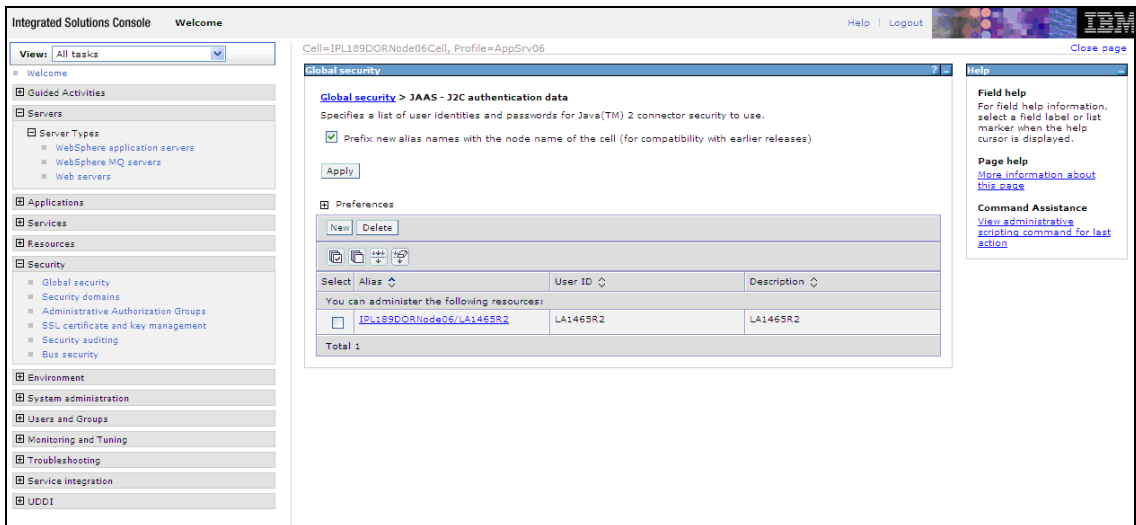 Integrated Solutions Console Welcome Help | Logout IBM
View: All tasks
Cell=IPL189DORNode06Cell, Profile=AppSrv06
Close page
Welcome
Guided Activities
Servers
Server Types
WebSphere application servers
WebSphere MQ servers
Web servers
Applications
Services
Resources
Security
Global security
Security domains
Administrative Authorization Groups
SSL certificate and key management
Security auditing
Bus security
Environment
System administration
Users and Groups
Monitoring and Tuning
Troubleshooting
Service integration
UDDI
Global security ?
Global security > JAAS - J2C authentication data
Specifies a list of user identities and passwords for Java(TM) 2 connector security to use.
Prefix new alias names with the node name of the cell (for compatibility with earlier releases)
Apply
Preferences
New Delete
Select Alias User ID Description
You can administer the following resources:
IPL189DORNode06/LA1465R2 LA1465R2 LA1465R2
Total 1
Help
Field help
For field help information,
select a field label or list
marker when the help
cursor is displayed.
Page help
More information about
this page
Command Assistance
View administrative
scripting command for last
action